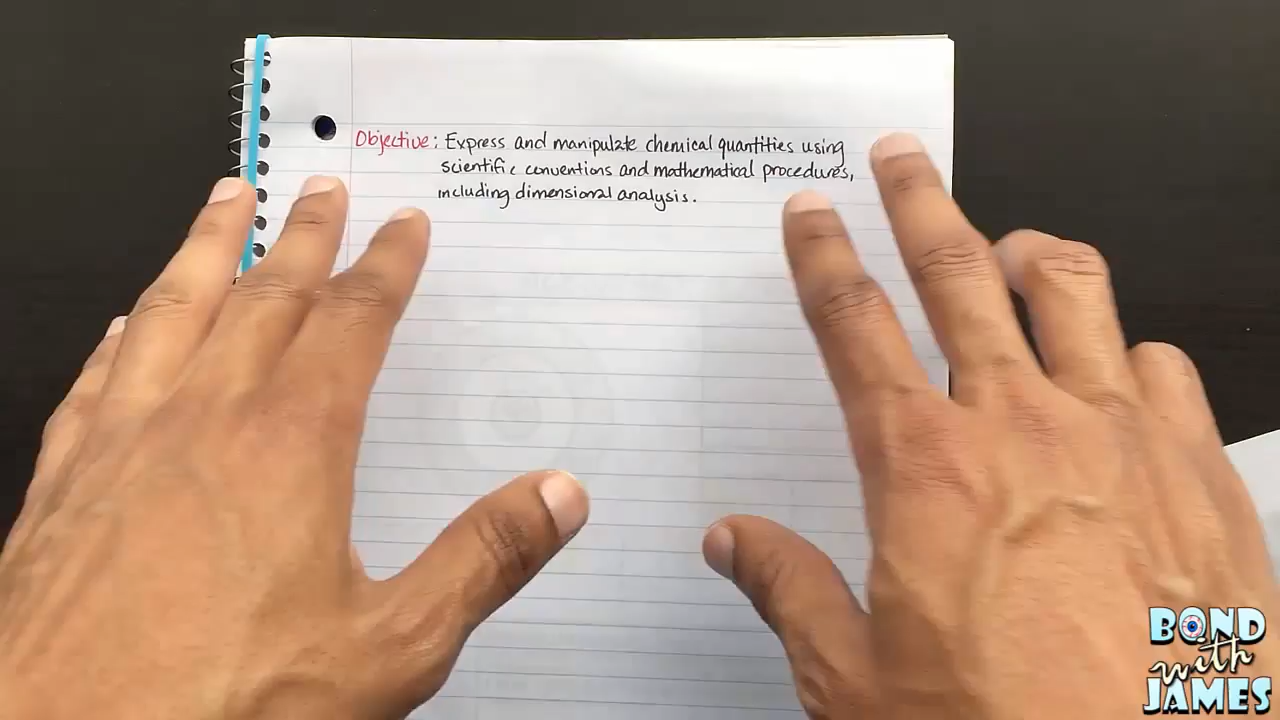 Objective: Express and manipulate chemical quantities using
scientific conventions and mathematical procedures,
including dimensional analysis.
BOND
with
JAMES